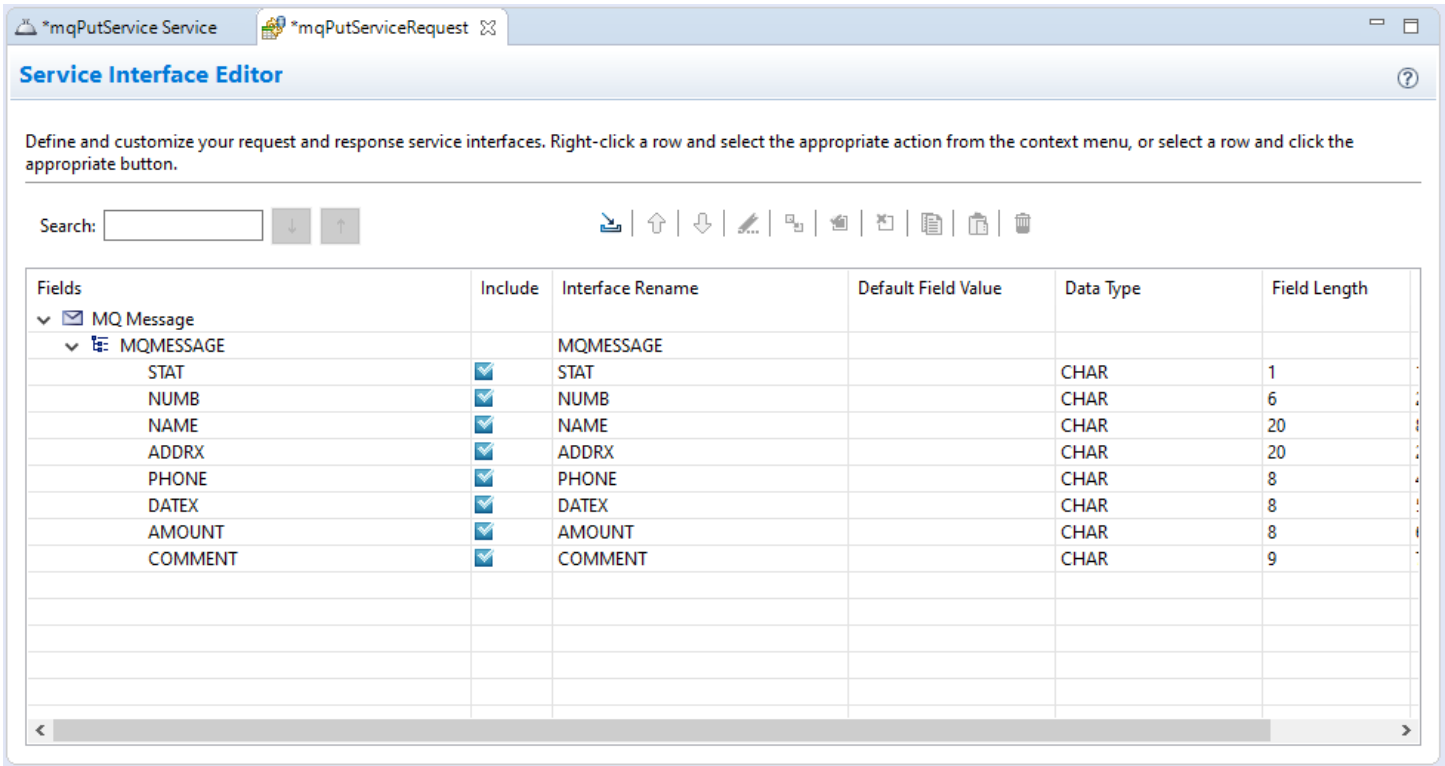 *mqPutService Service
*mqPutServiceRequest
Service Interface Editor
Define and customize your request and response service interfaces. Right-click a row and select the appropriate action from the context menu, or select a row and click the
appropriate button.
Search:
Fields Include Interface Rename Default Field Value Data Type Field Length
MQ Message
MQMESSAGE MQMESSAGE
STAT STAT CHAR 1
NUMB NUMB CHAR 6
NAME NAME CHAR 20
ADDRX ADDRX CHAR 20
PHONE PHONE CHAR 8
DATEX DATEX CHAR 8
AMOUNT AMOUNT CHAR 8
COMMENT COMMENT CHAR 9